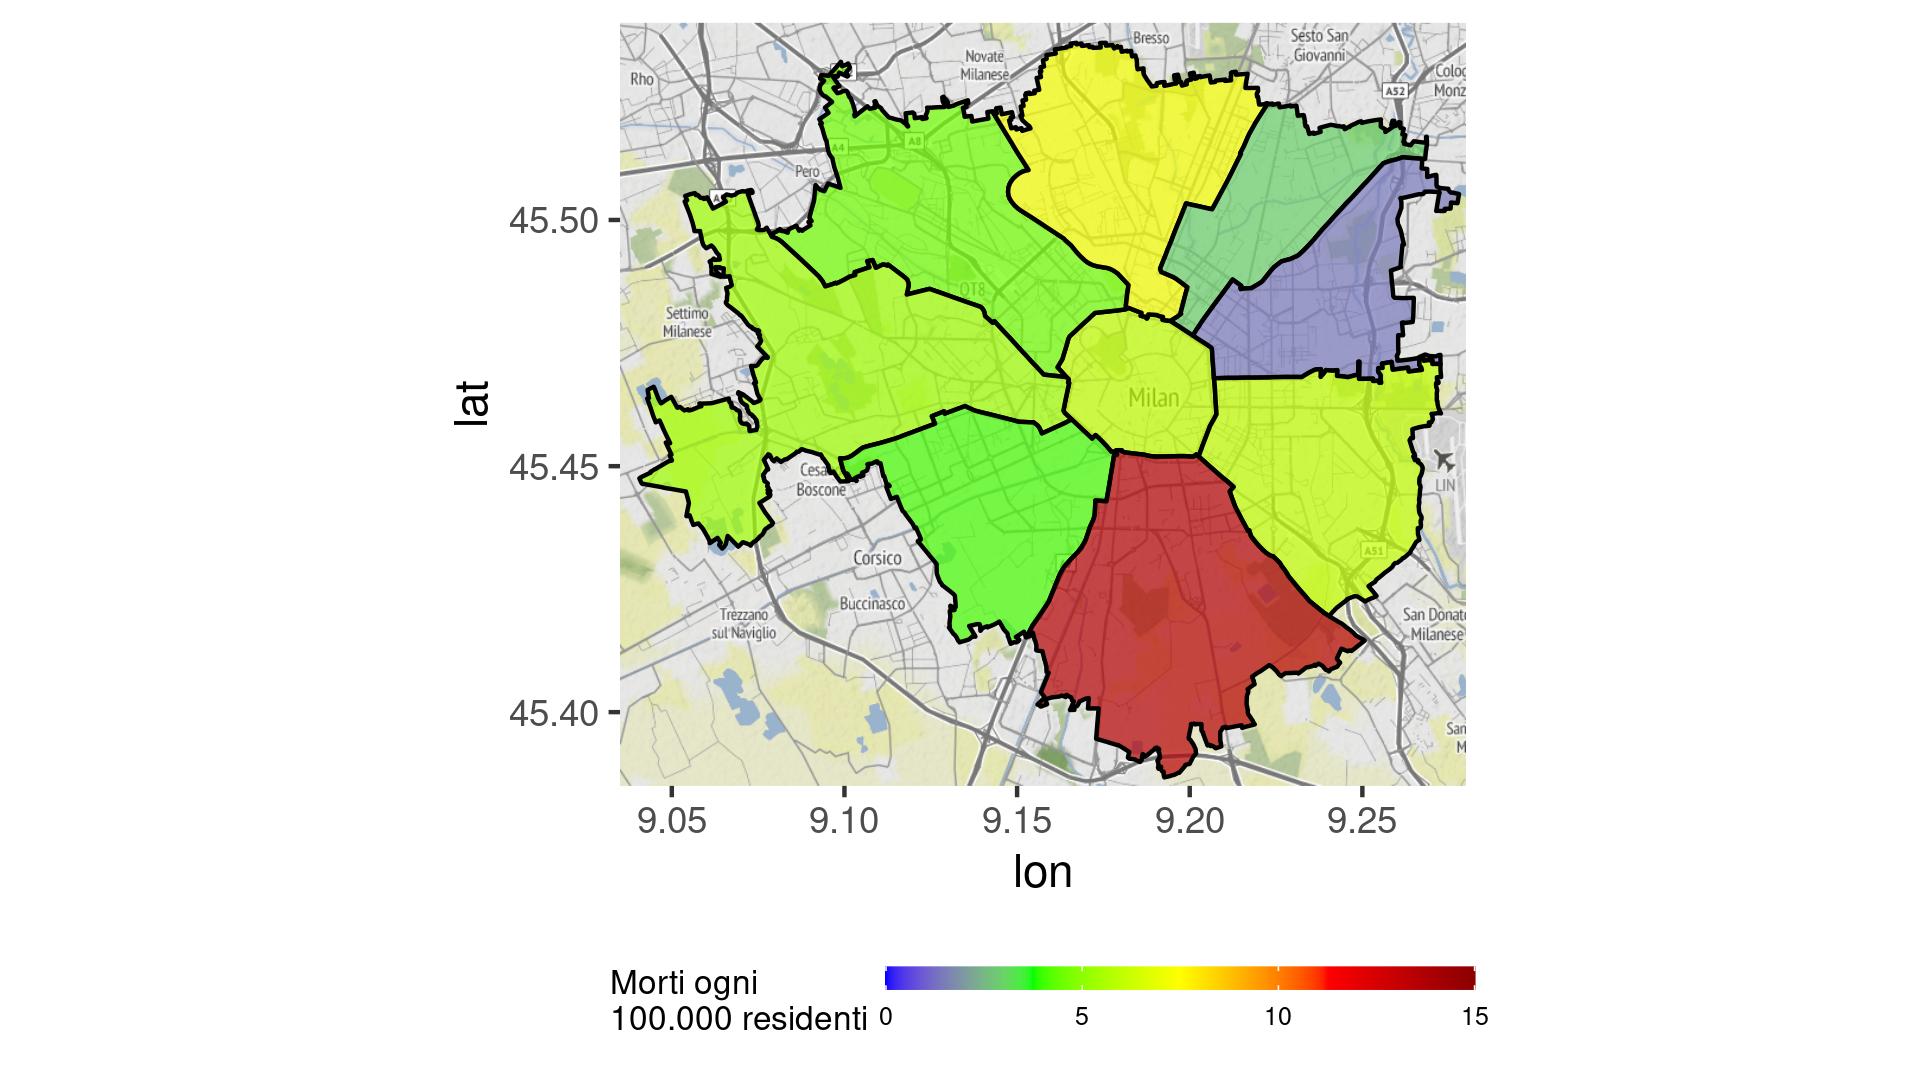 Bresso
Sesto San
Giovanni
Novate
Milanese
Rho
Colog
Monz
A52
A4
A8
Pero
A
45.50
QT8
Settimo
Milanese
lat
Milan
45.45
Cesa
Boscone
LIN
A51
Corsico
Buccinasco
Trezzano
sul Naviglio
San Donato
Milanese
45.40
San
M
9.05 9.10 9.15 9.20 9.25
lon
Morti ogni
100.000 residenti
0 5 10 15